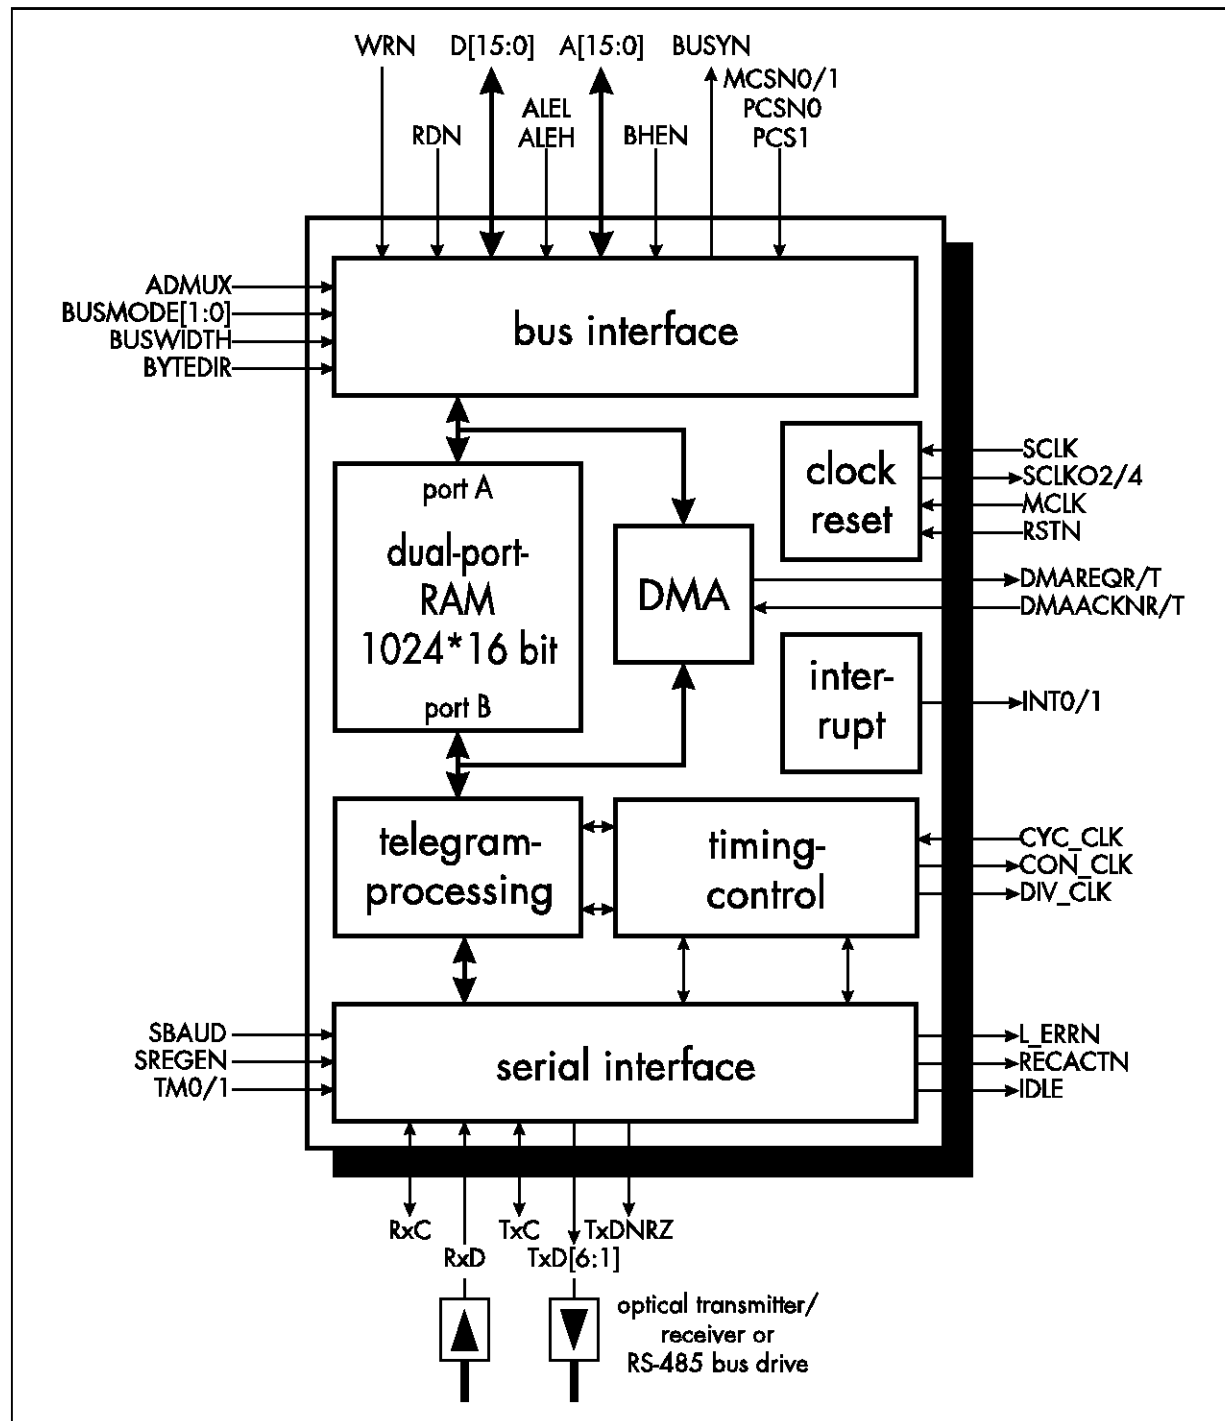 WRN D[15:0] A[15:0] BUSYN
MCSN0/1
ALEL PCSN0
RDN ALEH BHEN PCS1
ADMUX
BUSMODE[1:0]
BUSWIDTH
BYTEDIR
bus interface
port A
dual-port-
RAM
1024*16 bit
port B
clock
reset
SCLK
SCLKO2/4
MCLK
RSTN
DMA
DMAREQR/T
DMAACKNR/T
inter-
rupt
INT0/1
telegram-
processing
timing-
control
CYC_CLK
CON_CLK
DIV_CLK
SBAUD
SREGEN
TM0/1
serial interface
L_ERRN
RECACTN
IDLE
RxC TxC TxDNRZ
RxD TxD[6:1]
optical transmitter/
receiver or
RS-485 bus drive